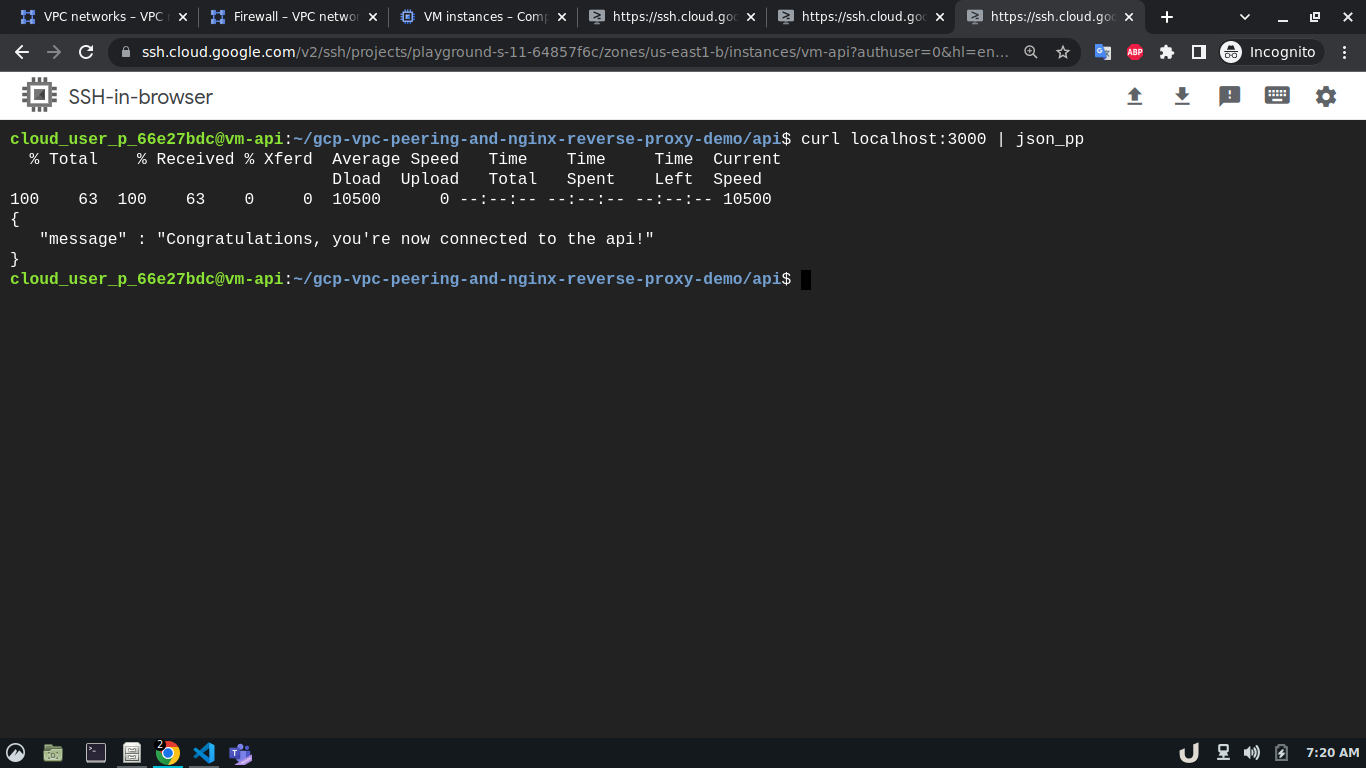 VPC networks – VPC n
Firewall – VPC networ
VM instances – Comp
https://ssh.cloud.goo
https://ssh.cloud.goo
https://ssh.cloud.goo
ssh.cloud.google.com/v2/ssh/projects/playground-s-11-64857f6c/zones/us-east1-b/instances/vm-api?authuser=0&hl=en...
ABP
Incognito
SSH-in-browser
cloud_user_p_66e27bdc@vm-api:~/gcp-vpc-peering-and-nginx-reverse-proxy-demo/api$ curl localhost:3000 | json_pp
  % Total    % Received % Xferd  Average Speed   Time    Time     Time  Current
                                 Dload  Upload   Total   Spent    Left  Speed
100    63  100    63    0     0  10500      0 --:--:-- --:--:-- --:--:-- 10500
{
   "message" : "Congratulations, you're now connected to the api!"
}
cloud_user_p_66e27bdc@vm-api:~/gcp-vpc-peering-and-nginx-reverse-proxy-demo/api$
2
7:20 AM